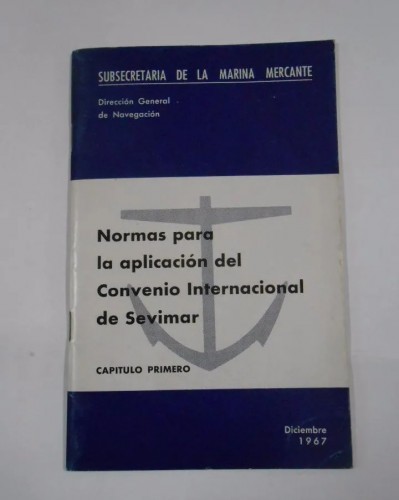 SUBSECRETARIA DE LA MARINA MERCANTE
Dirección General
de Navegación
Normas para
la aplicación del
Convenio Internacional
de Sevimar
CAPITULO PRIMERO
Diciembre
1967